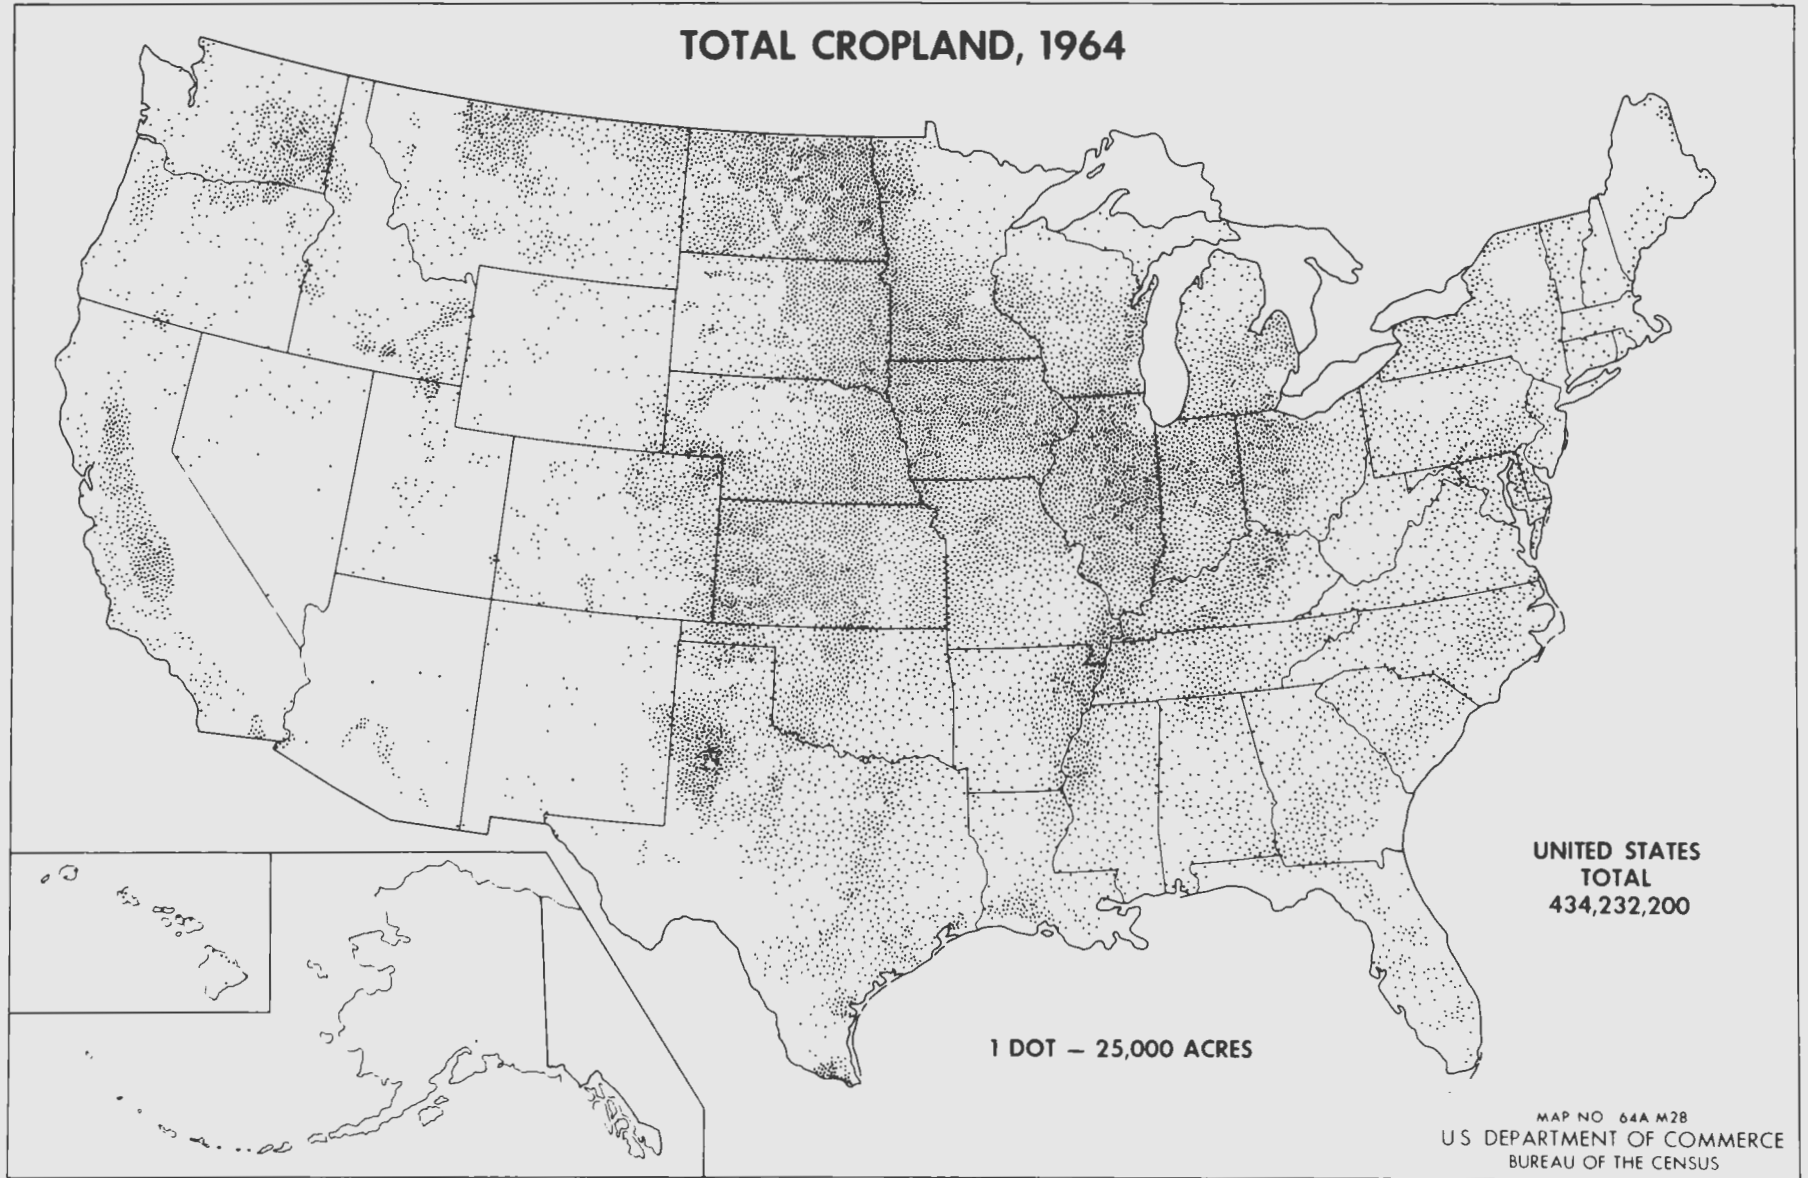 TOTAL CROPLAND, 1964
UNITED STATES
TOTAL
434,232,200
1 DOT — 25,000 ACRES
MAP NO 64A M28
U S DEPARTMENT OF COMMERCE
BUREAU OF THE CENSUS